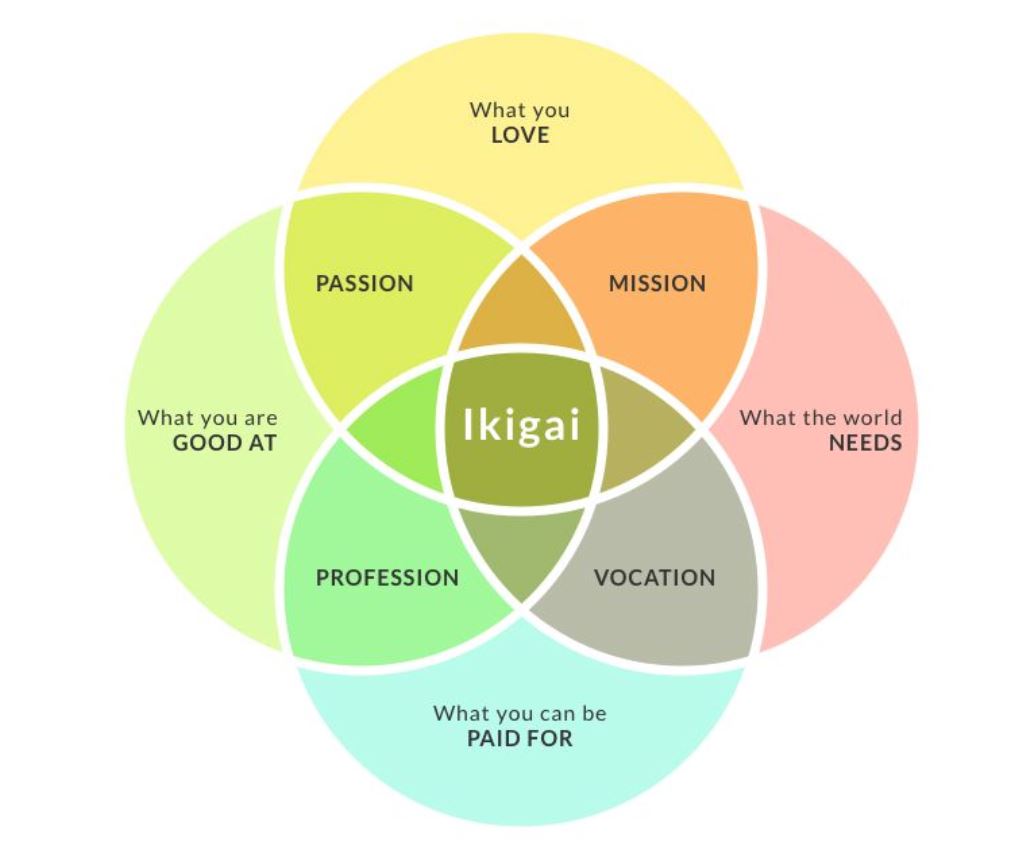 What you
LOVE
PASSION
MISSION
What you are
GOOD AT
Ikigai
What the world
NEEDS
PROFESSION
VOCATION
What you can be
PAID FOR